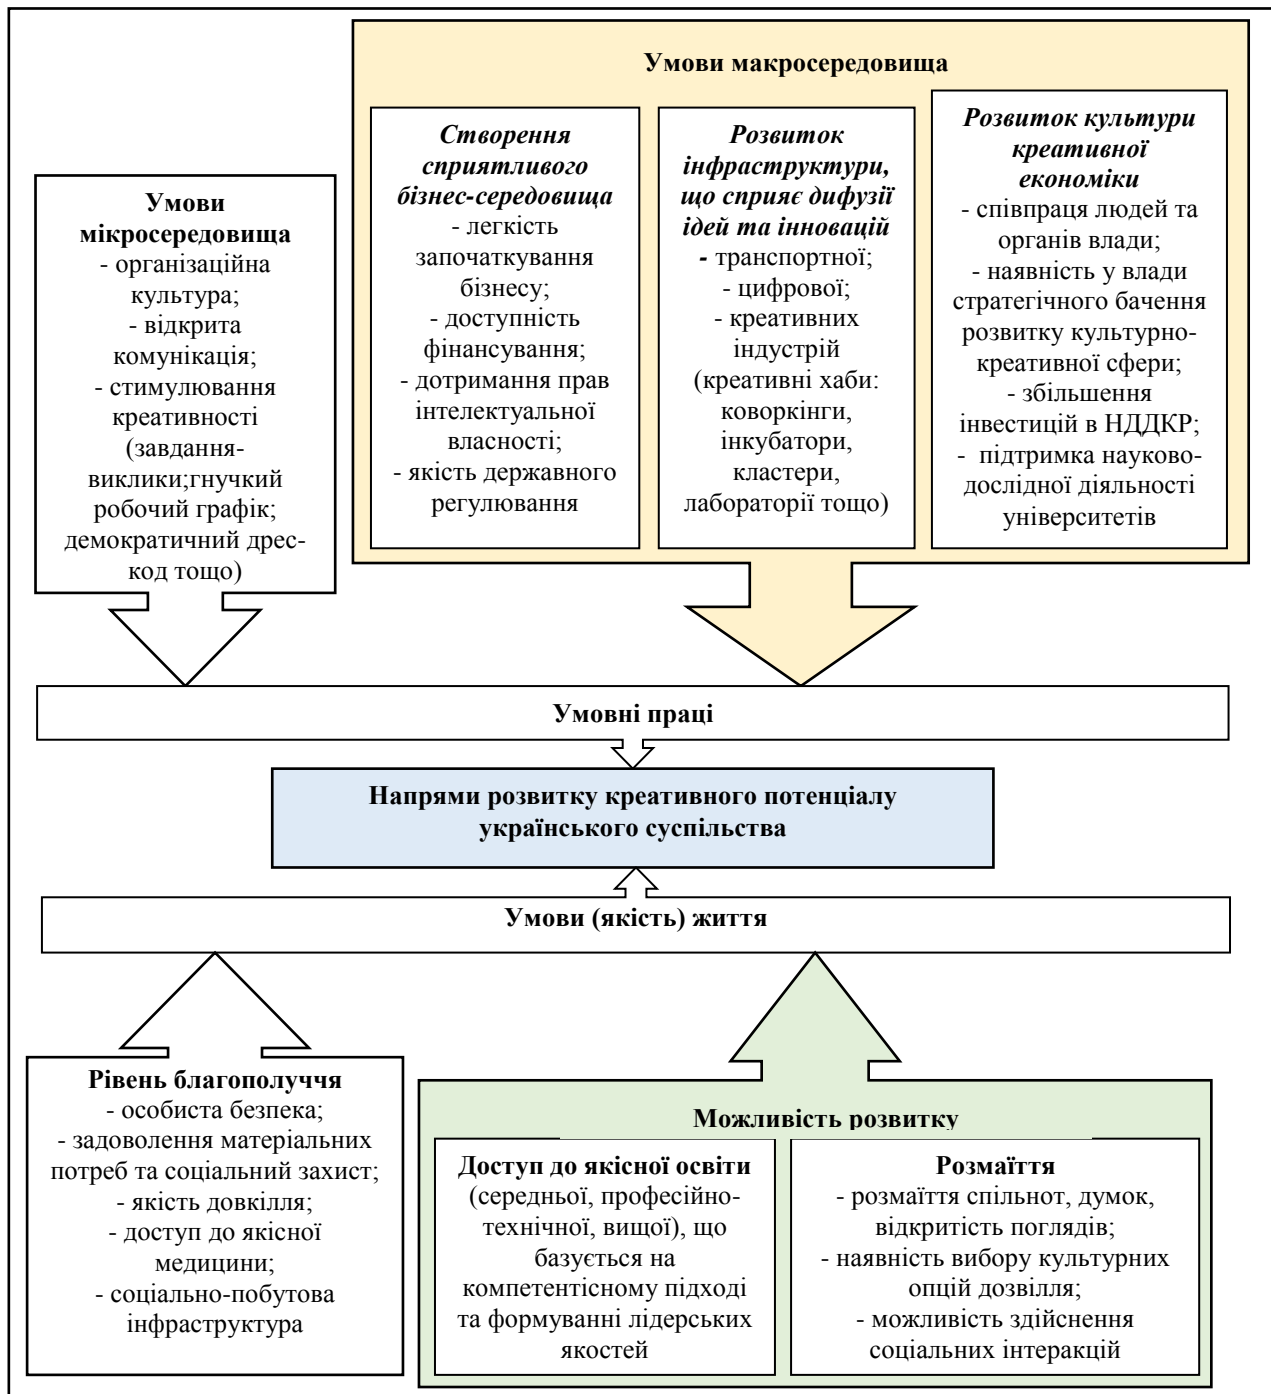 Умови макросередовища
Створення
сприятливого
бізнес-середовища
- легкість
започаткування
бізнесу;
- доступність
фінансування;
- дотримання прав
інтелектуальної
власності;
- якість державного
регулювання
Розвиток
інфраструктури,
що сприяє дифузії
ідей та інновацій
- транспортної;
- цифрової;
- креативних
індустрій
(креативні хаби:
коворкінги,
інкубатори,
кластери,
лабораторії тощо)
Розвиток культури
креативної
економіки
- співпраця людей та
органів влади;
- наявність у влади
стратегічного бачення
розвитку культурно-
креативної сфери;
- збільшення
інвестицій в НДДКР;
- підтримка науково-
дослідної діяльності
університетів
Умови
мікросередовища
- організаційна
культура;
- відкрита
комунікація;
- стимулювання
креативності
(завдання-
виклики;гнучкий
робочий графік;
демократичний дрес-
код тощо)
Умовні праці
Напрями розвитку креативного потенціалу
українського суспільства
Умови (якість) життя
Рівень благополуччя
- особиста безпека;
- задоволення матеріальних
потреб та соціальний захист;
- якість довкілля;
- доступ до якісної
медицини;
- соціально-побутова
інфраструктура
Можливість розвитку
Доступ до якісної освіти
(середньої, професійно-
технічної, вищої), що
базується на
компетентісному підході
та формуванні лідерських
якостей
Розмаїття
- розмаїття спільнот, думок,
відкритість поглядів;
- наявність вибору культурних
опцій дозвілля;
- можливість здійснення
соціальних інтеракцій